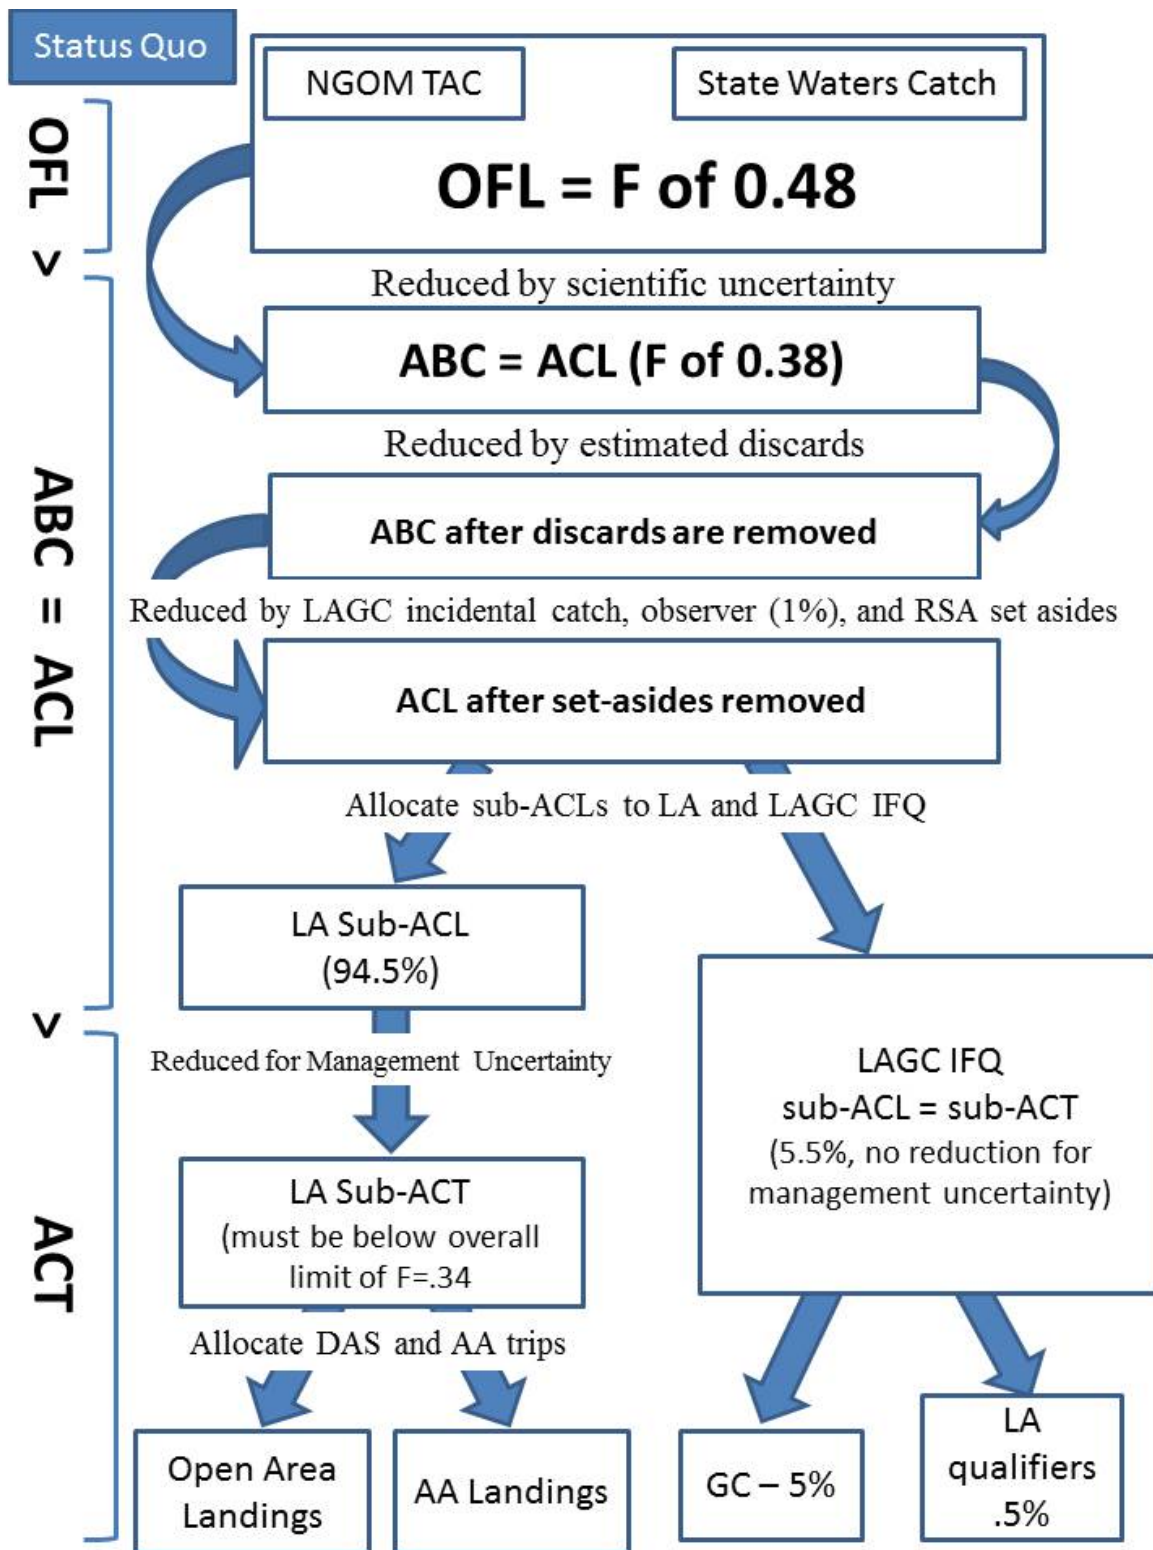 Status Quo
NGOM TAC
State Waters Catch
OFL = F of 0.48
OFL
>
Reduced by scientific uncertainty
ABC = ACL (F of 0.38)
Reduced by estimated discards
ABC after discards are removed
ABC = ACL
Reduced by LAGC incidental catch, observer (1%), and RSA set asides
ACL after set-asides removed
Allocate sub-ACLs to LA and LAGC IFQ
LA Sub-ACL
(94.5%)
>
Reduced for Management Uncertainty
LAGC IFQ
sub-ACL = sub-ACT
(5.5%, no reduction for
management uncertainty)
LA Sub-ACT
(must be below overall
limit of F=.34
ACT
Allocate DAS and AA trips
Open Area
Landings
AA Landings
GC – 5%
LA
qualifiers
.5%